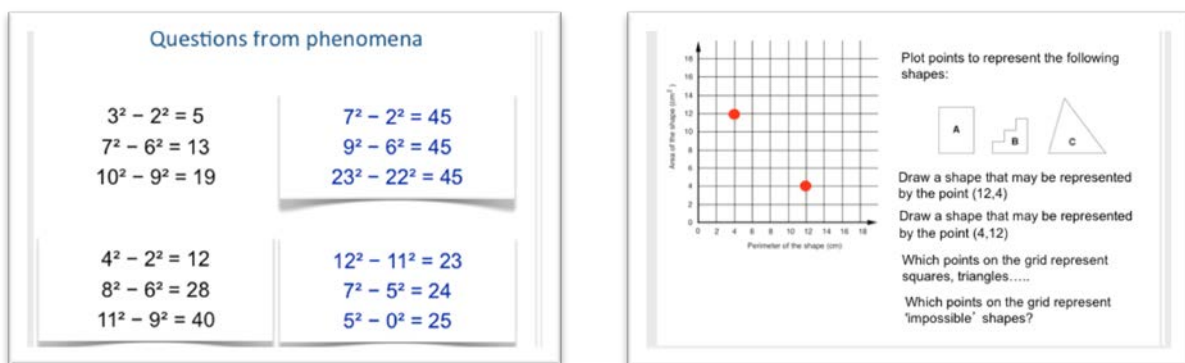 Questions from phenomena
3² – 2² = 5
7² – 6² = 13
10² – 9² = 19
7² – 2² = 45
9² – 6² = 45
23² – 22² = 45
4² – 2² = 12
8² – 6² = 28
11² – 9² = 40
12² – 11² = 23
7² – 5² = 24
5² – 0² = 25
Area of the shape (cm²)
18
16
14
12
10
8
6
4
2
0
0 2 4 6 8 10 12 14 16 18
Perimeter of the shape (cm)
Plot points to represent the following
shapes:
A
B
C
Draw a shape that may be represented
by the point (12,4)
Draw a shape that may be represented
by the point (4,12)
Which points on the grid represent
squares, triangles…..
Which points on the grid represent
'impossible' shapes?